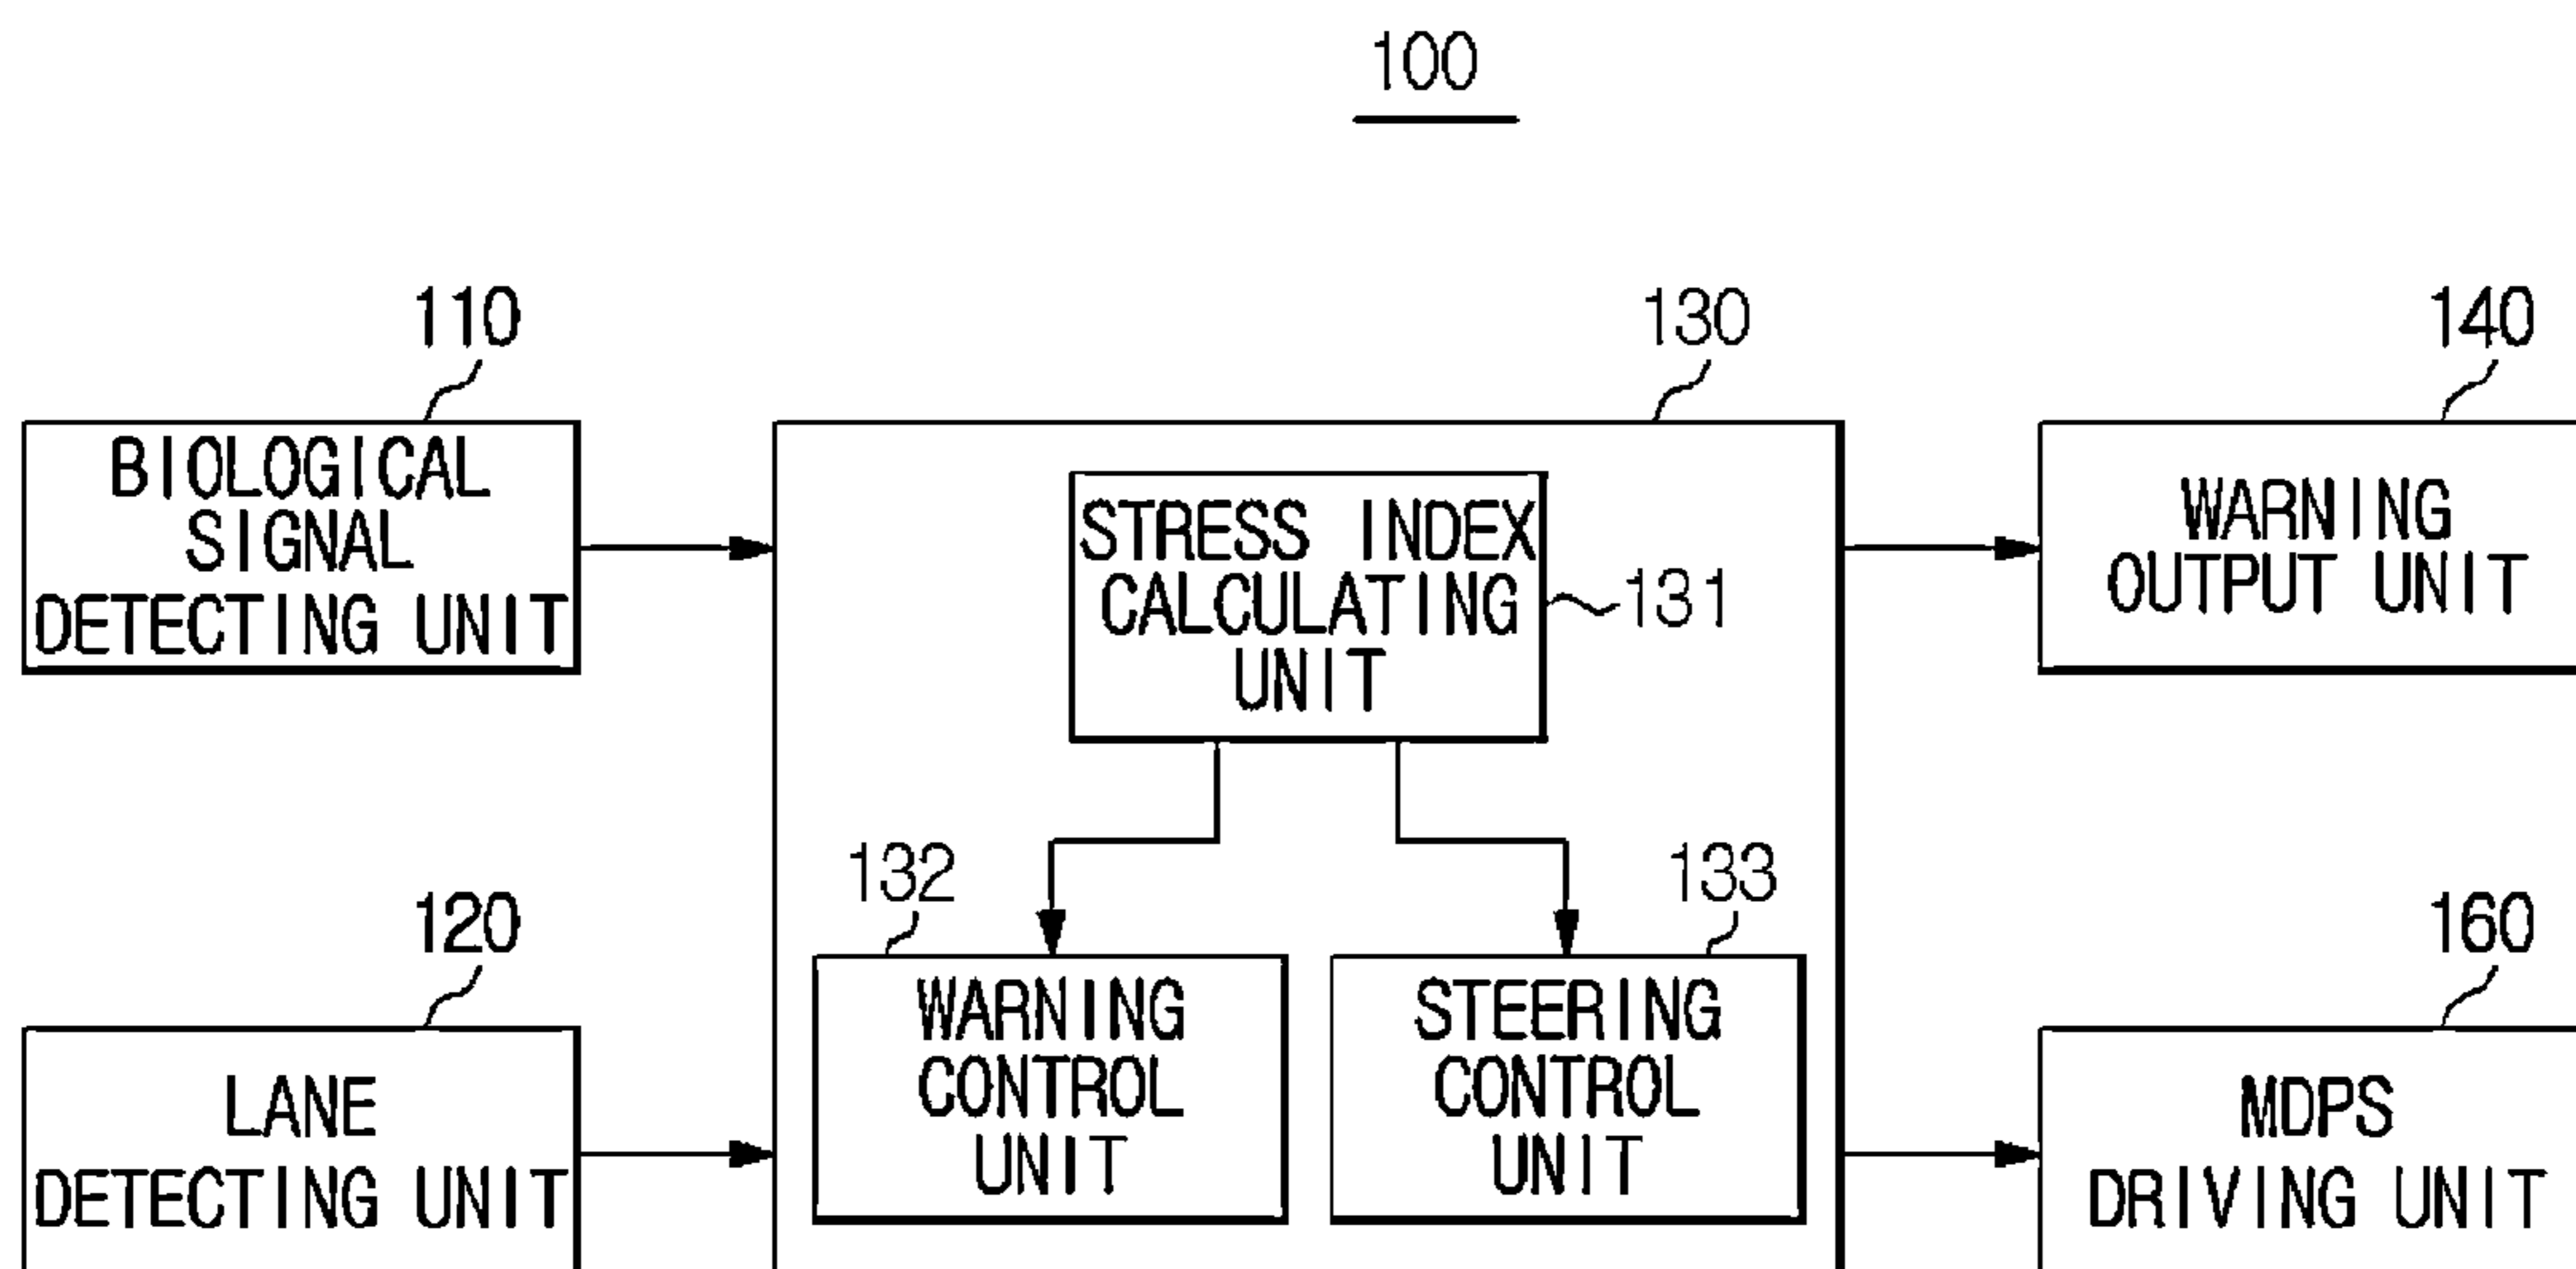 100
110
BIOLOGICAL
SIGNAL
DETECTING UNIT
120
LANE
DETECTING UNIT
130
STRESS INDEX
CALCULATING
UNIT
131
132
WARNING
CONTROL
UNIT
133
STEERING
CONTROL
UNIT
140
WARNING
OUTPUT UNIT
160
MDPS
DRIVING UNIT